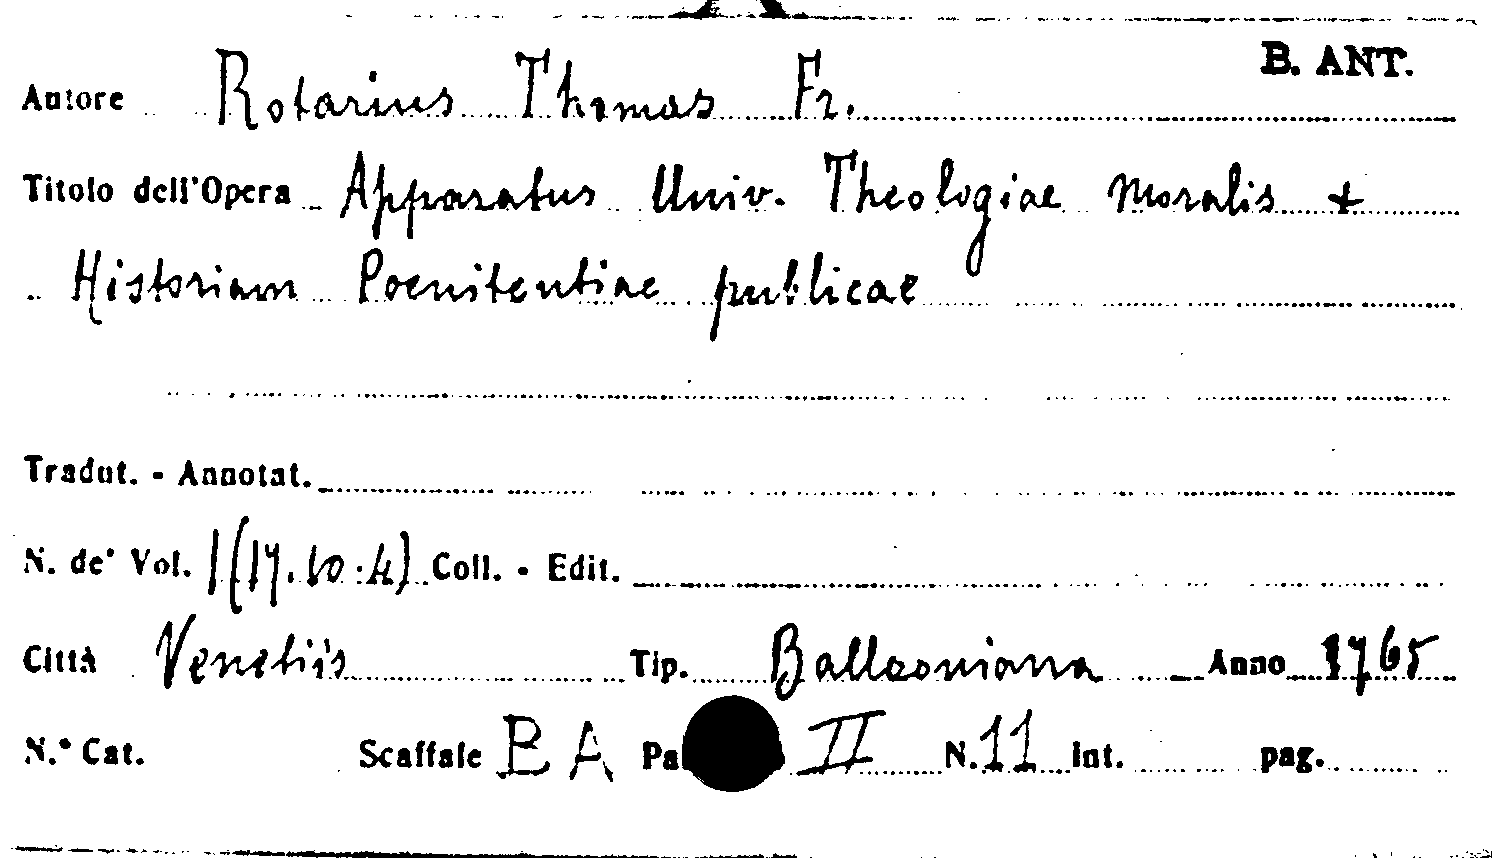 B. ANT.
Autore Rotarius Thomas Fr.
Titolo dell'Opera Apparatus Univ. Theologiae Moralis +
Historiam Poenitentiae publicae
Tradut. - Annotat.
N. de' Vol. 1 (17.10.4) Coll. - Edit.
Città Venetiis Tip. Balleoniana Anno 1765
N.° Cat. Scaffale BA II N. 11 Int. pag.